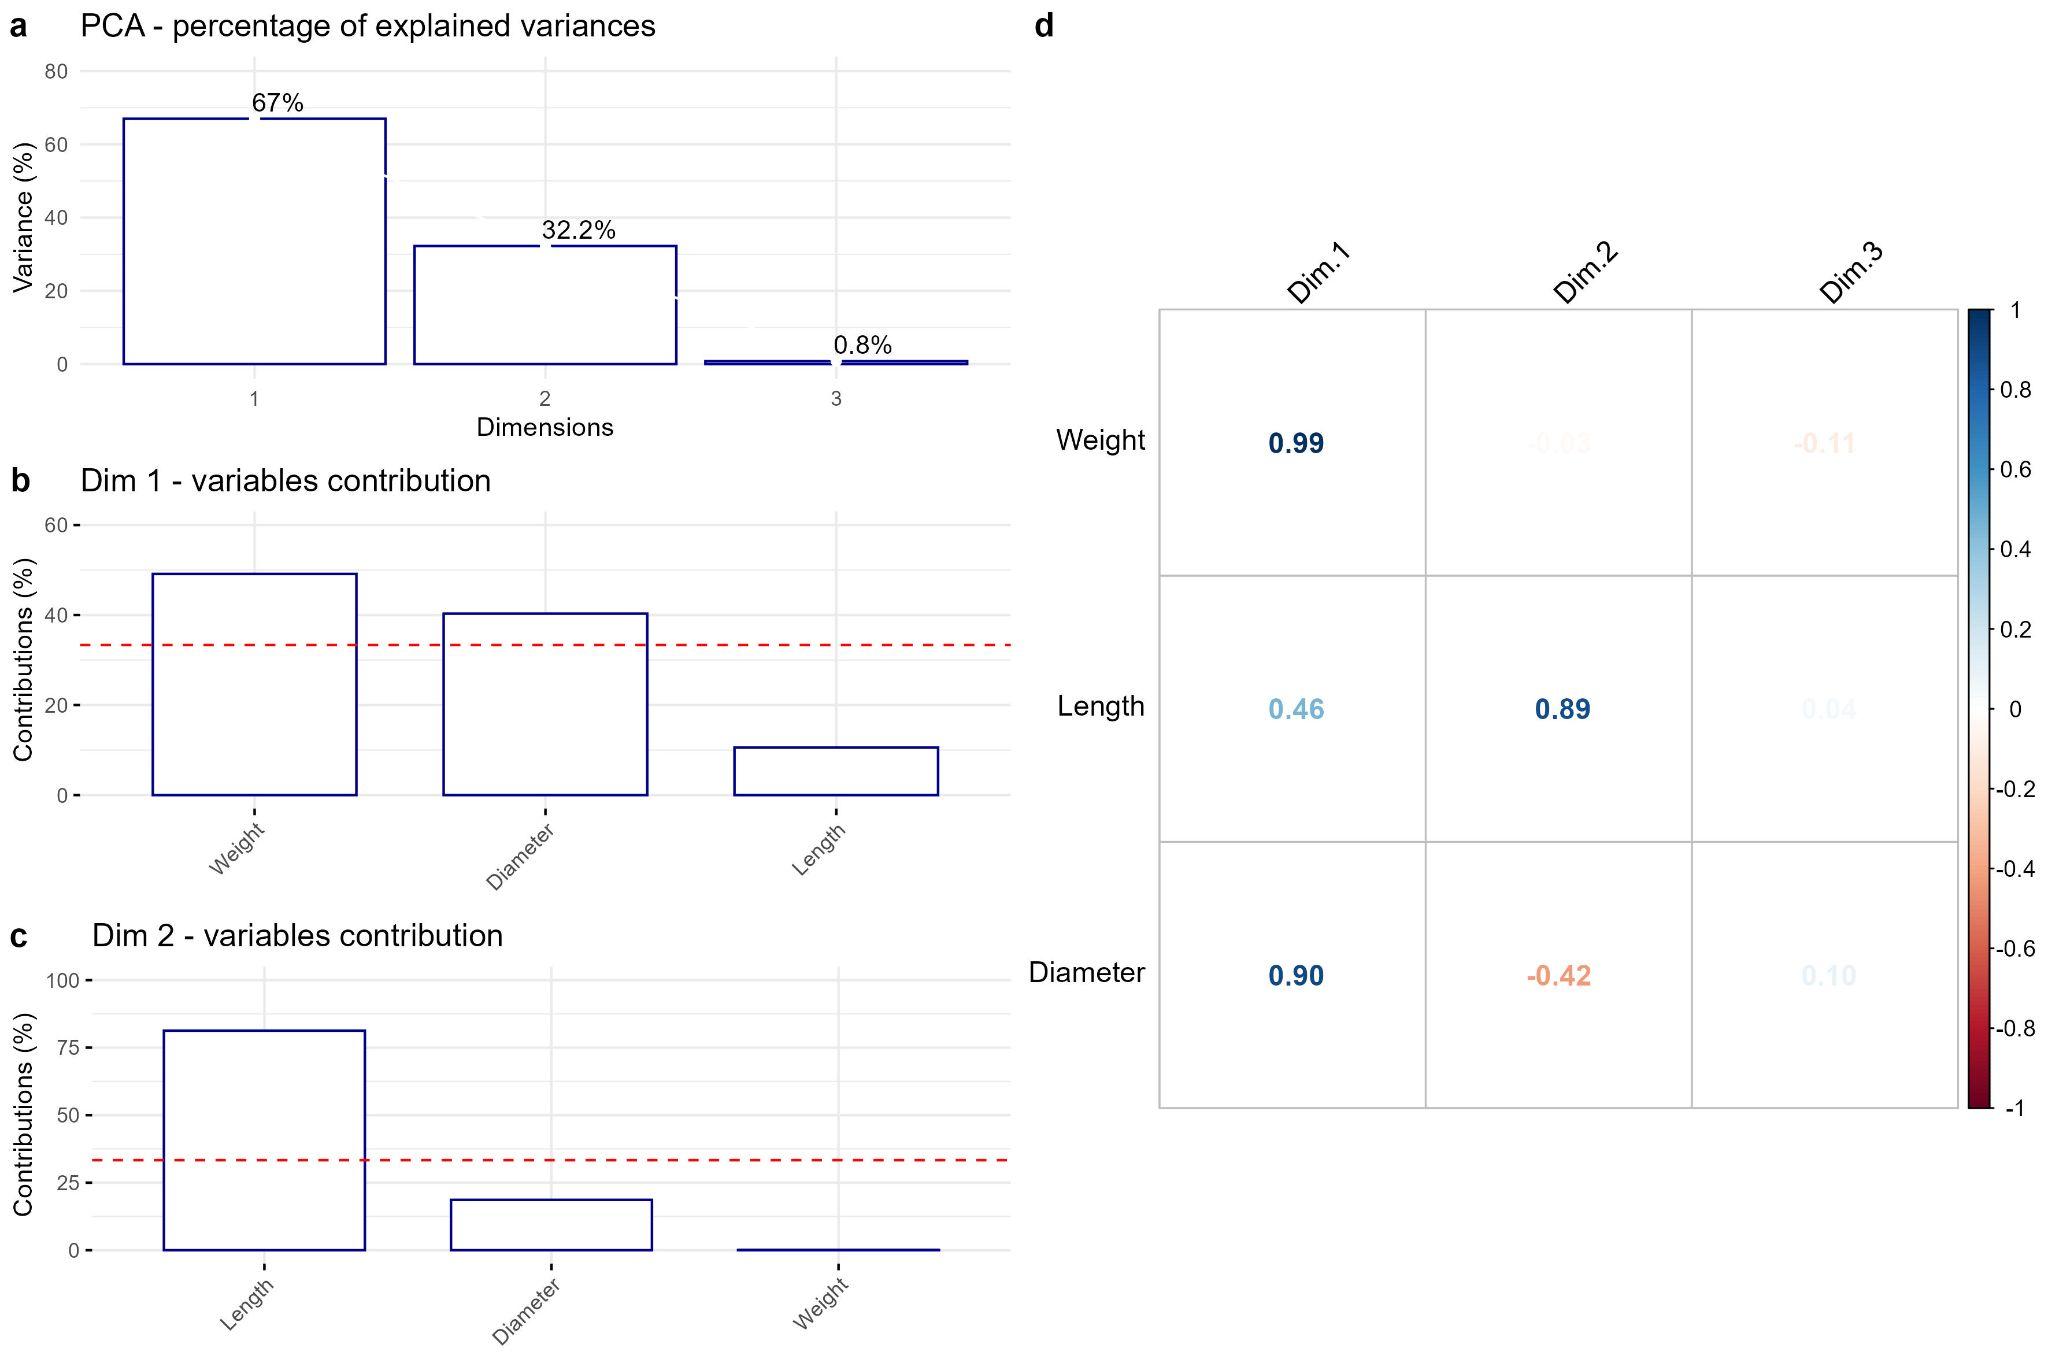 a PCA - percentage of explained variances
80
60
40
20
0
Variance (%)
67%
32.2%
0.8%
1 2 3
Dimensions
b Dim 1 - variables contribution
60
40
20
0
Contributions (%)
Weight Diameter Length
c Dim 2 - variables contribution
100
75
50
25
0
Contributions (%)
Length Diameter Weight
d
Dim.1 Dim.2 Dim.3
Weight 0.99 -0.03 -0.11
Length 0.46 0.89 0.04
Diameter 0.90 -0.42 0.10
1
0.8
0.6
0.4
0.2
0
-0.2
-0.4
-0.6
-0.8
-1